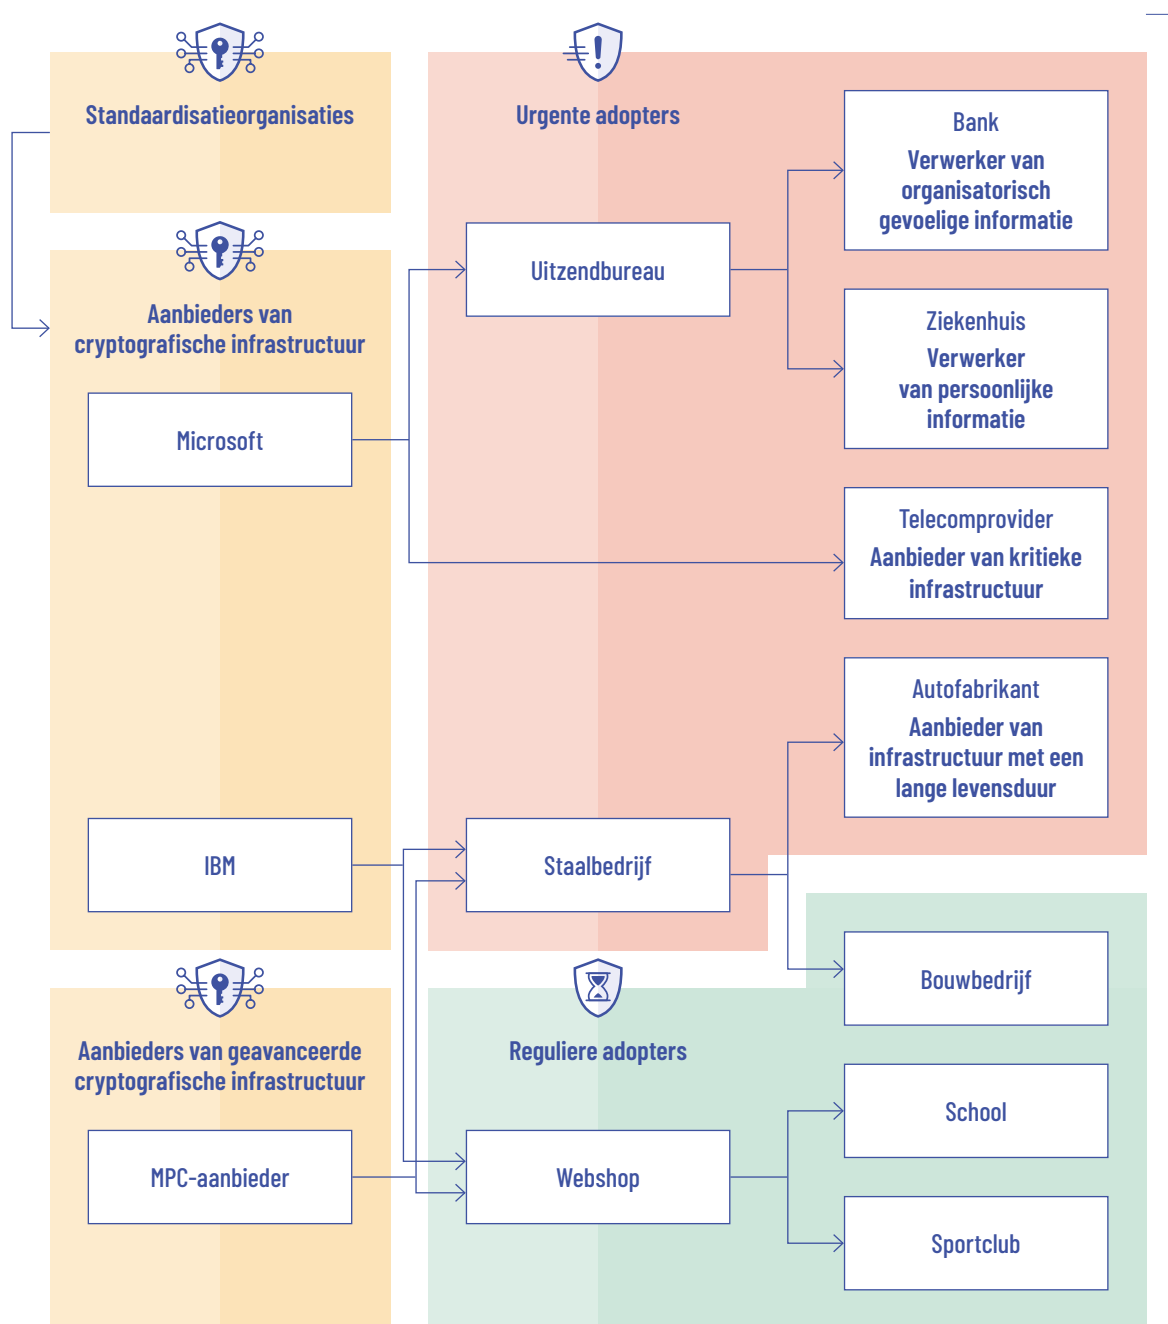 Standaardisatieorganisaties
Aanbieders van
cryptografische infrastructuur
Microsoft
IBM
Aanbieders van geavanceerde
cryptografische infrastructuur
MPC-aanbieder
Urgente adopters
Uitzendbureau
Staalbedrijf
Bank
Verwerker van
organisatorisch
gevoelige informatie
Ziekenhuis
Verwerker
van persoonlijke
informatie
Telecomprovider
Aanbieder van kritieke
infrastructuur
Autofabrikant
Aanbieder van
infrastructuur met een
lange levensduur
Reguliere adopters
Webshop
Bouwbedrijf
School
Sportclub